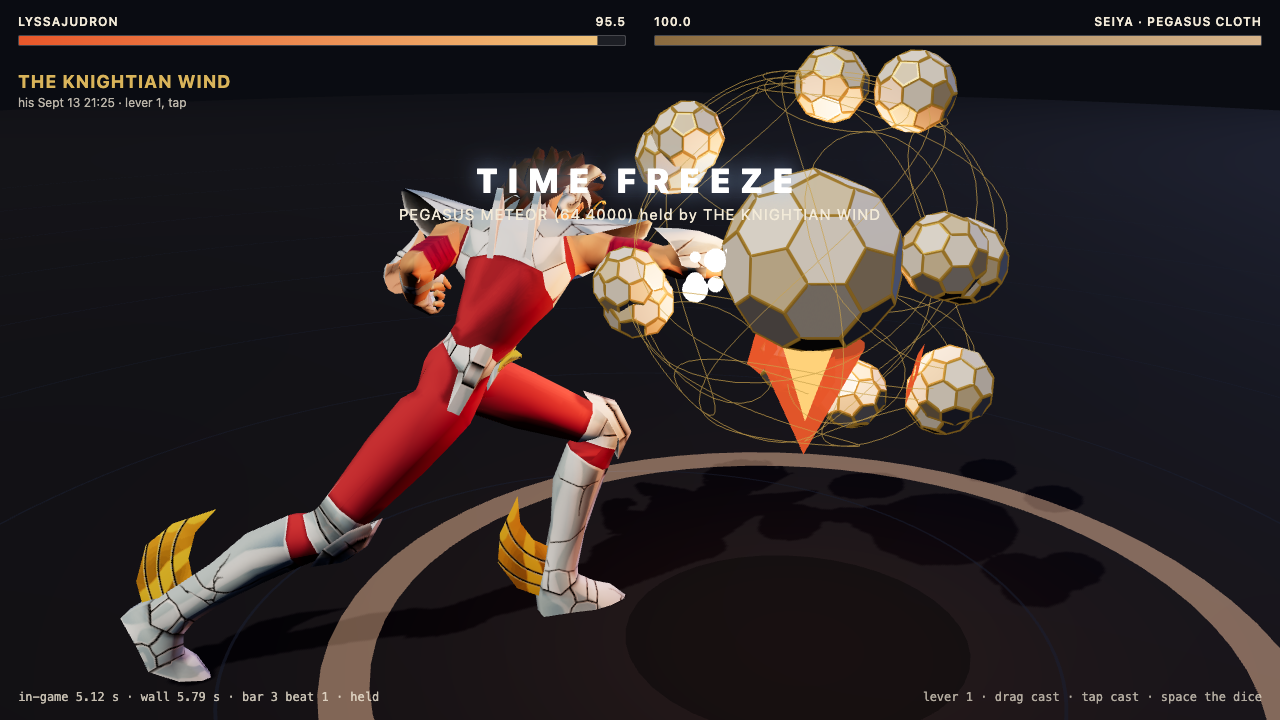 LYSSAJUDRON 95.5 100.0 SEIYA · PEGASUS CLOTH
THE KNIGHTIAN WIND
his Sept 13 21:25 · lever 1, tap
TIME FREEZE
PEGASUS METEOR (64,4000) held by THE KNIGHTIAN WIND
in-game 5.12 s · wall 5.79 s · bar 3 beat 1 · held
lever 1 · drag cast · tap cast · space the dice